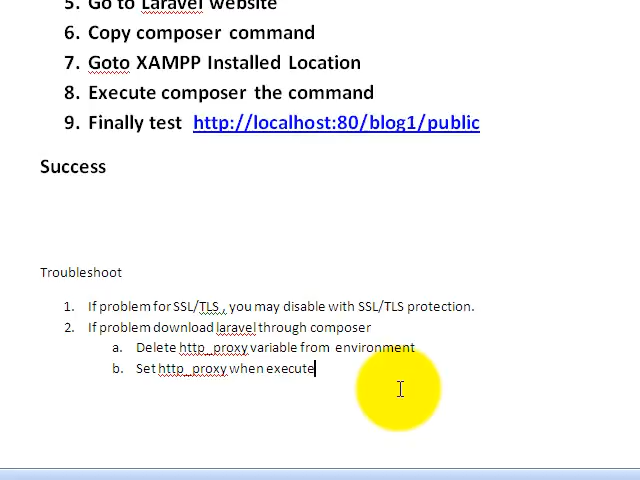 5. Go to Laravel website
6. Copy composer command
7. Goto XAMPP Installed Location
8. Execute composer the command
9. Finally test http://localhost:80/blog1/public
Success
Troubleshoot
1. If problem for SSL/TLS , you may disable with SSL/TLS protection.
2. If problem download laravel through composer
a. Delete http_proxy variable from environment
b. Set http_proxy when execute